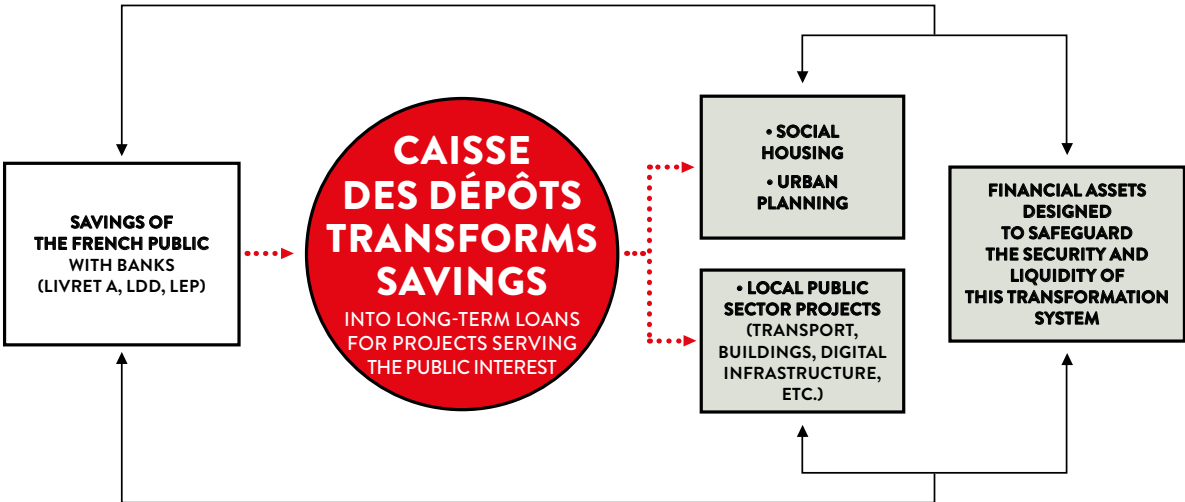 SAVINGS OF
THE FRENCH PUBLIC
WITH BANKS
(LIVRET A, LDD, LEP)
CAISSE
DES DÉPÔTS
TRANSFORMS
SAVINGS
INTO LONG-TERM LOANS
FOR PROJECTS SERVING
THE PUBLIC INTEREST
• SOCIAL
HOUSING
• URBAN
PLANNING
• LOCAL PUBLIC
SECTOR PROJECTS
(TRANSPORT,
BUILDINGS, DIGITAL
INFRASTRUCTURE,
ETC.)
FINANCIAL ASSETS
DESIGNED
TO SAFEGUARD
THE SECURITY AND
LIQUIDITY OF
THIS TRANSFORMATION
SYSTEM